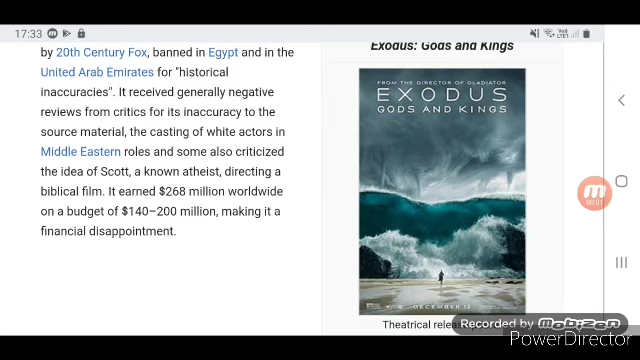 17:33
by 20th Century Fox, banned in Egypt and in the
United Arab Emirates for "historical
inaccuracies". It received generally negative
reviews from critics for its inaccuracy to the
source material, the casting of white actors in
Middle Eastern roles and some also criticized
the idea of Scott, a known atheist, directing a
biblical film. It earned $268 million worldwide
on a budget of $140–200 million, making it a
financial disappointment.
Exodus: Gods and Kings
FROM THE DIRECTOR OF GLADIATOR
EXODUS
GODS AND KINGS
DECEMBER 12
Theatrical
00:01
Recorded by Mobizen
PowerDirector